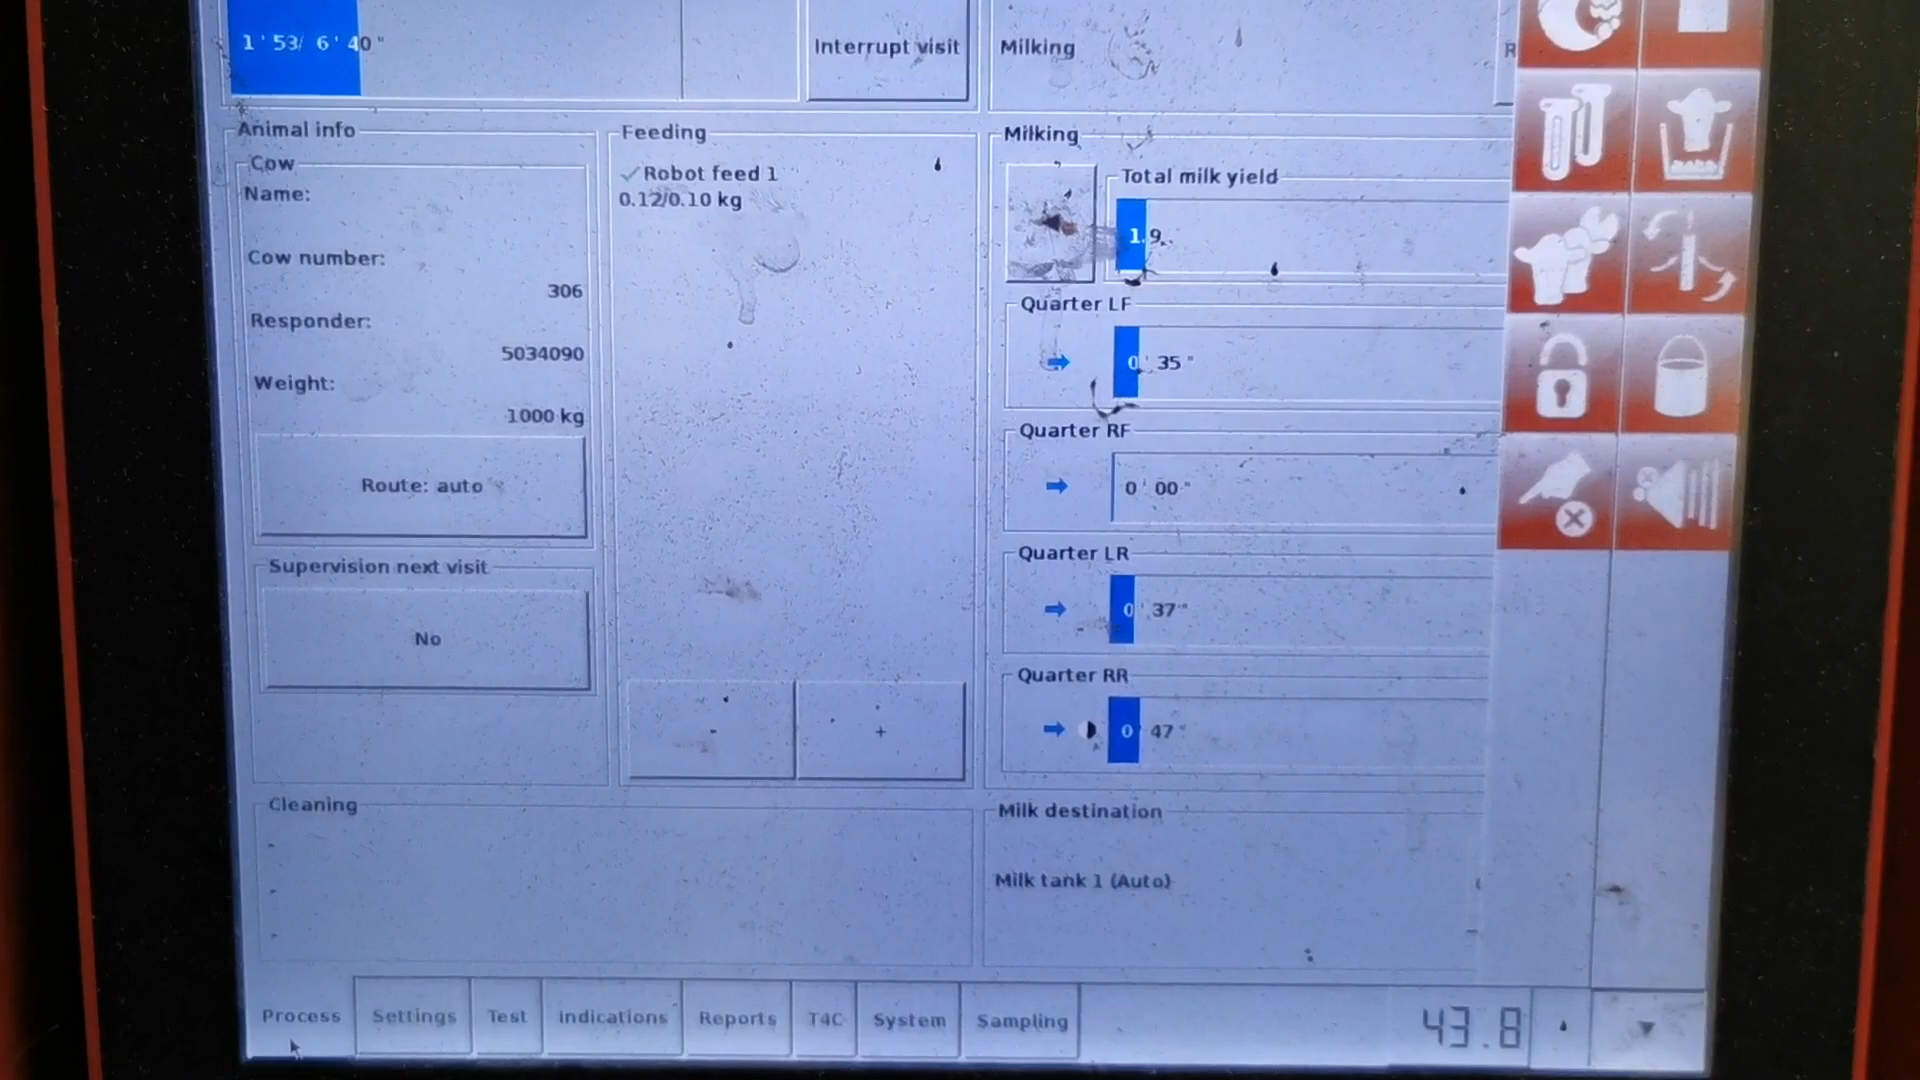 1'53/ 6'40"
Interrupt visit
Milking
R
Animal info
Cow
Name:
Cow number:
306
Responder:
5034090
Weight:
1000 kg
Route: auto
Supervision next visit
No
Feeding
Robot feed 1
0.12/0.10 kg
-
+
Milking
Total milk yield
1.9
Quarter LF
0'35"
Quarter RF
0'00"
Quarter LR
0'37"
Quarter RR
0'47"
Cleaning
-
-
-
Milk destination
Milk tank 1 (Auto)
Process
Settings
Test
Indications
Reports
T4C
System
Sampling
43.8